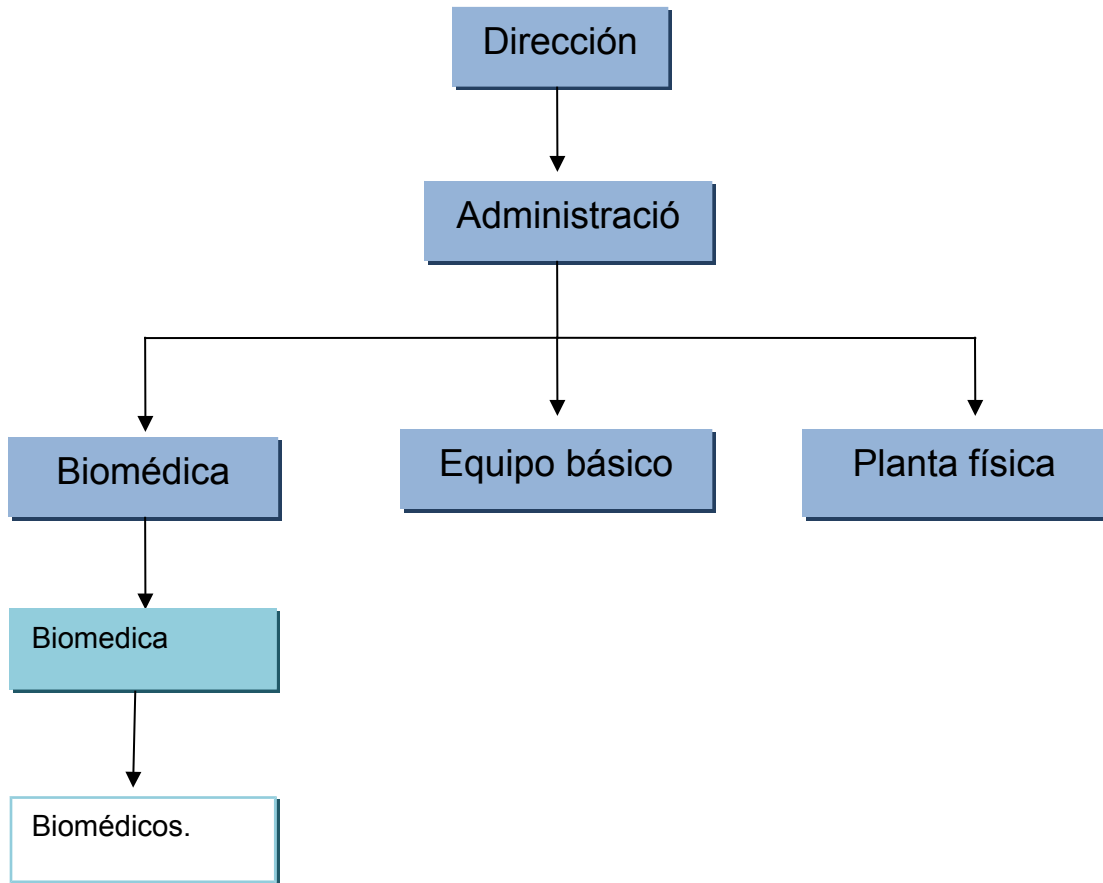 Dirección
Administració
Biomédica
Equipo básico
Planta física
Biomedica
Biomédicos.